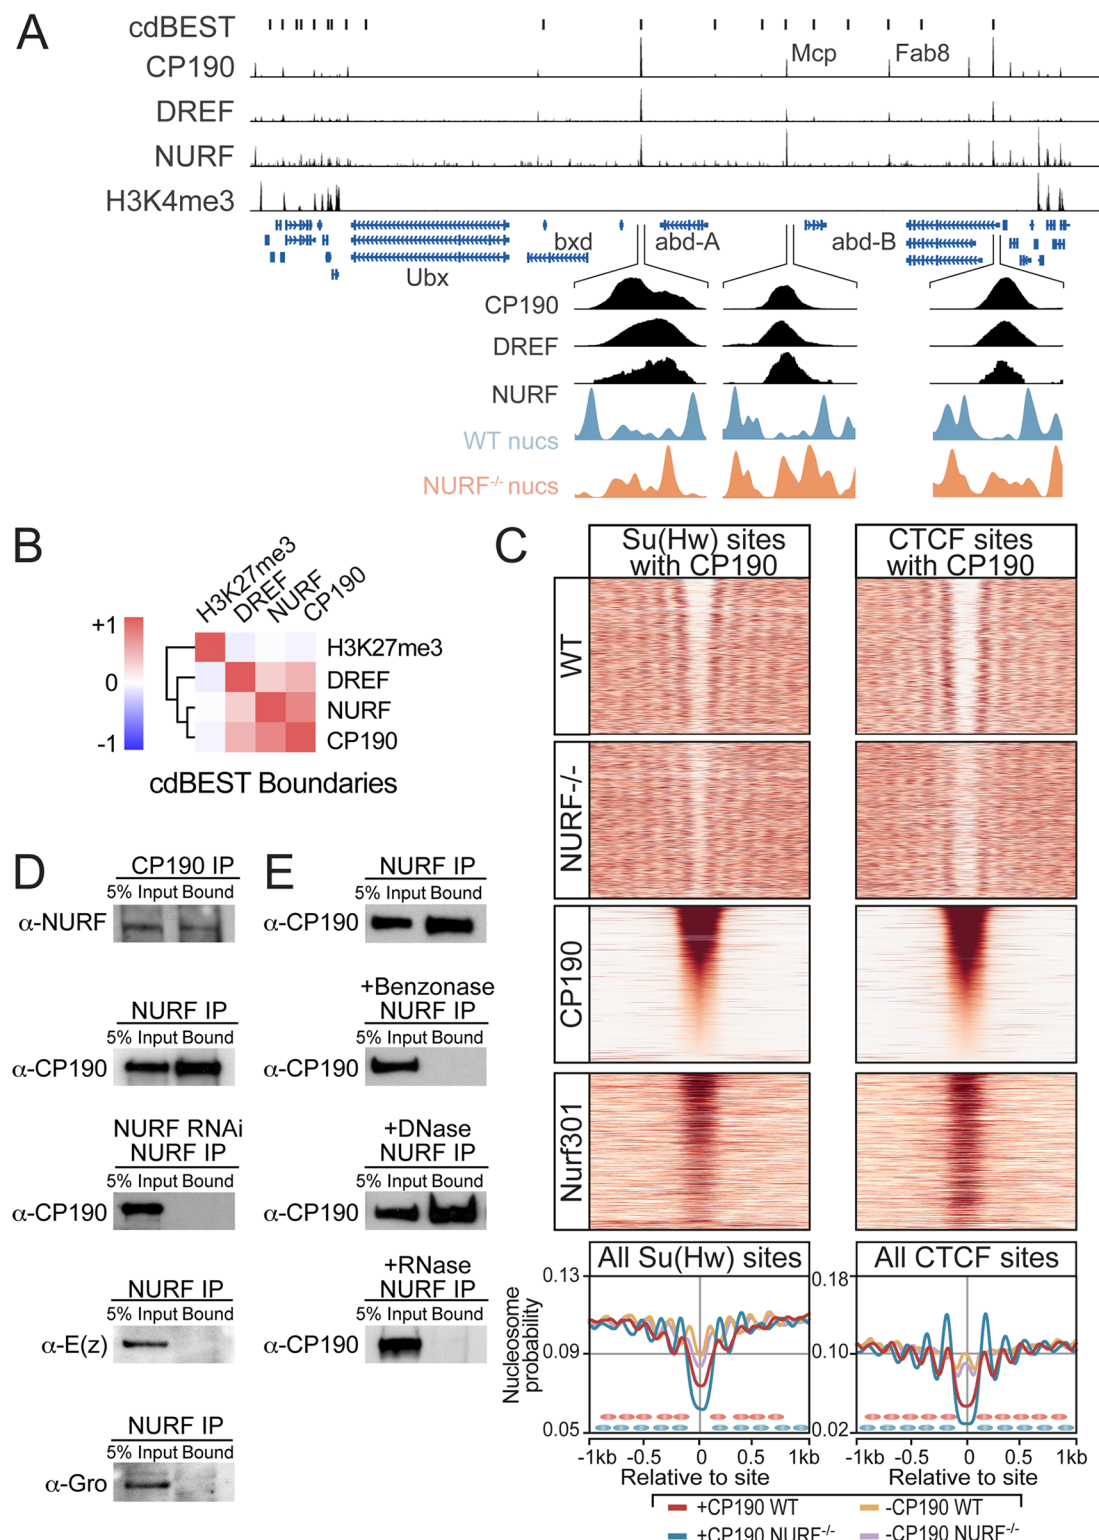 A
cdBEST
CP190
Mcp
Fab8
DREF
NURF
H3K4me3
bxd
abd-A
abd-B
Ubx
CP190
DREF
NURF
WT nucs
NURF-/- nucs
B
H3K27me3
DREF
NURF
CP190
+1
0
-1
H3K27me3
DREF
NURF
CP190
cdBEST Boundaries
C
Su(Hw) sites
with CP190
CTCF sites
with CP190
WT
NURF-/-
CP190
Nurf301
All Su(Hw) sites
All CTCF sites
Nucleosome
probability
0.13
0.09
0.05
0.18
0.10
0.02
-1kb -0.5 0 0.5 1kb
Relative to site
-1kb -0.5 0 0.5 1kb
Relative to site
+CP190 WT
-CP190 WT
+CP190 NURF-/-
-CP190 NURF-/-
D
CP190 IP
5% Input Bound
α-NURF
NURF IP
5% Input Bound
α-CP190
NURF RNAi
NURF IP
5% Input Bound
α-CP190
NURF IP
5% Input Bound
α-E(z)
NURF IP
5% Input Bound
α-Gro
E
NURF IP
5% Input Bound
α-CP190
+Benzonase
NURF IP
5% Input Bound
α-CP190
+DNase
NURF IP
5% Input Bound
α-CP190
+RNase
NURF IP
5% Input Bound
α-CP190